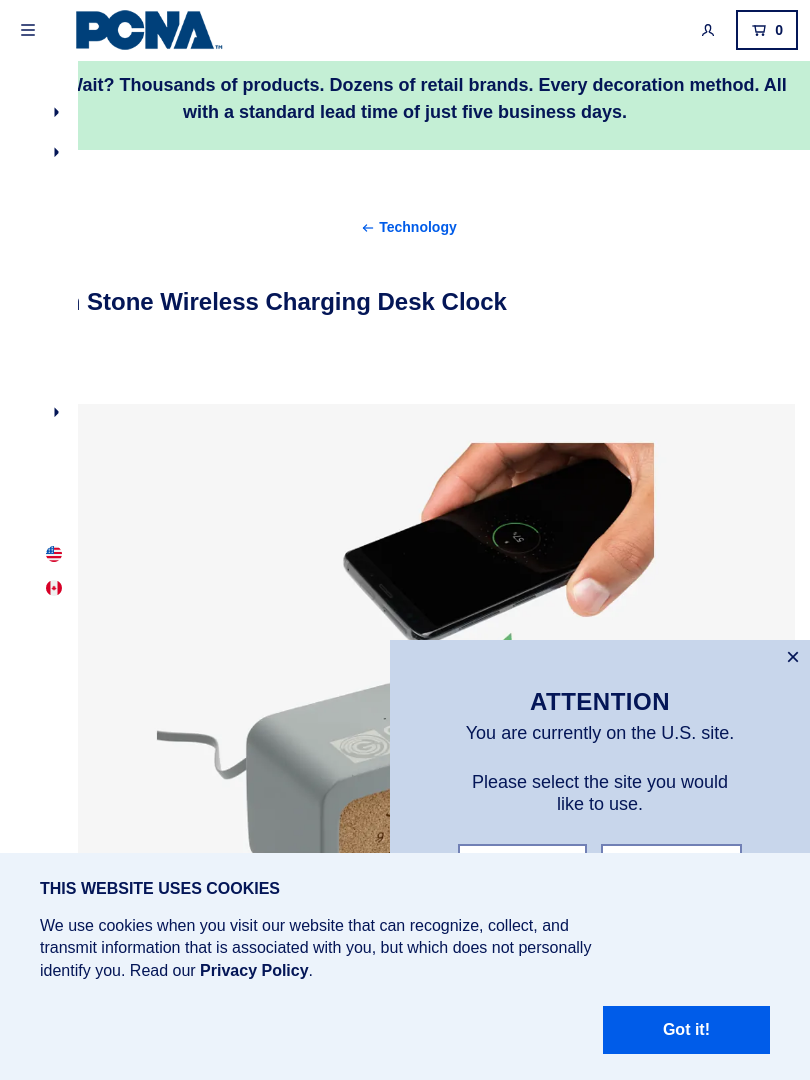 PCNA™
0
Wait? Thousands of products. Dozens of retail brands. Every decoration method. All
with a standard lead time of just five business days.
← Technology
Stone Wireless Charging Desk Clock
57%
ATTENTION
You are currently on the U.S. site.
Please select the site you would
like to use.
9
THIS WEBSITE USES COOKIES
We use cookies when you visit our website that can recognize, collect, and
transmit information that is associated with you, but which does not personally
identify you. Read our Privacy Policy.
Got it!